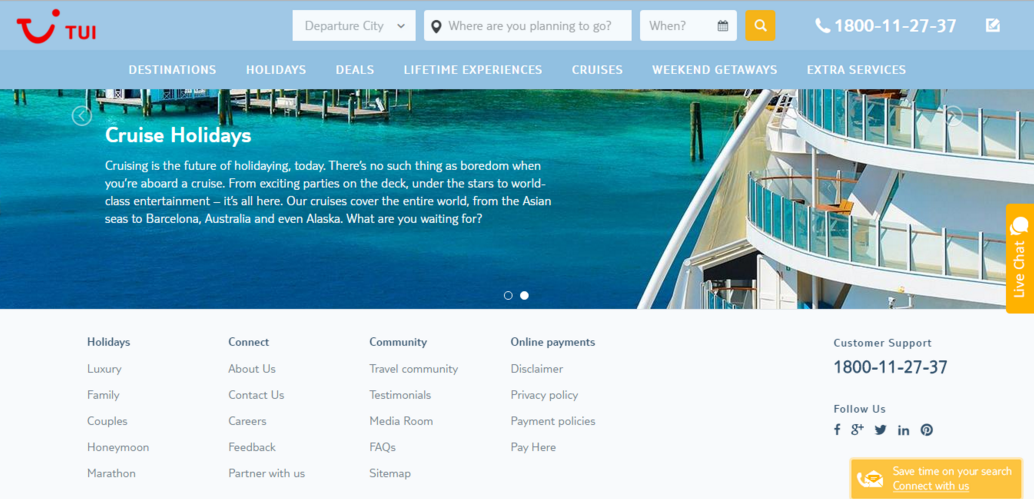 TUI
Departure City
Where are you planning to go?
When?
1800-11-27-37
DESTINATIONS HOLIDAYS DEALS LIFETIME EXPERIENCES CRUISES WEEKEND GETAWAYS EXTRA SERVICES
Cruise Holidays
Cruising is the future of holidaying, today. There's no such thing as boredom when
you're aboard a cruise. From exciting parties on the deck, under the stars to world-
class entertainment – it's all here. Our cruises cover the entire world, from the Asian
seas to Barcelona, Australia and even Alaska. What are you waiting for?
Live Chat
Holidays
Luxury
Family
Couples
Honeymoon
Marathon
Connect
About Us
Contact Us
Careers
Feedback
Partner with us
Community
Travel community
Testimonials
Media Room
FAQs
Sitemap
Online payments
Disclaimer
Privacy policy
Payment policies
Pay Here
Customer Support
1800-11-27-37
Follow Us
Save time on your search
Connect with us